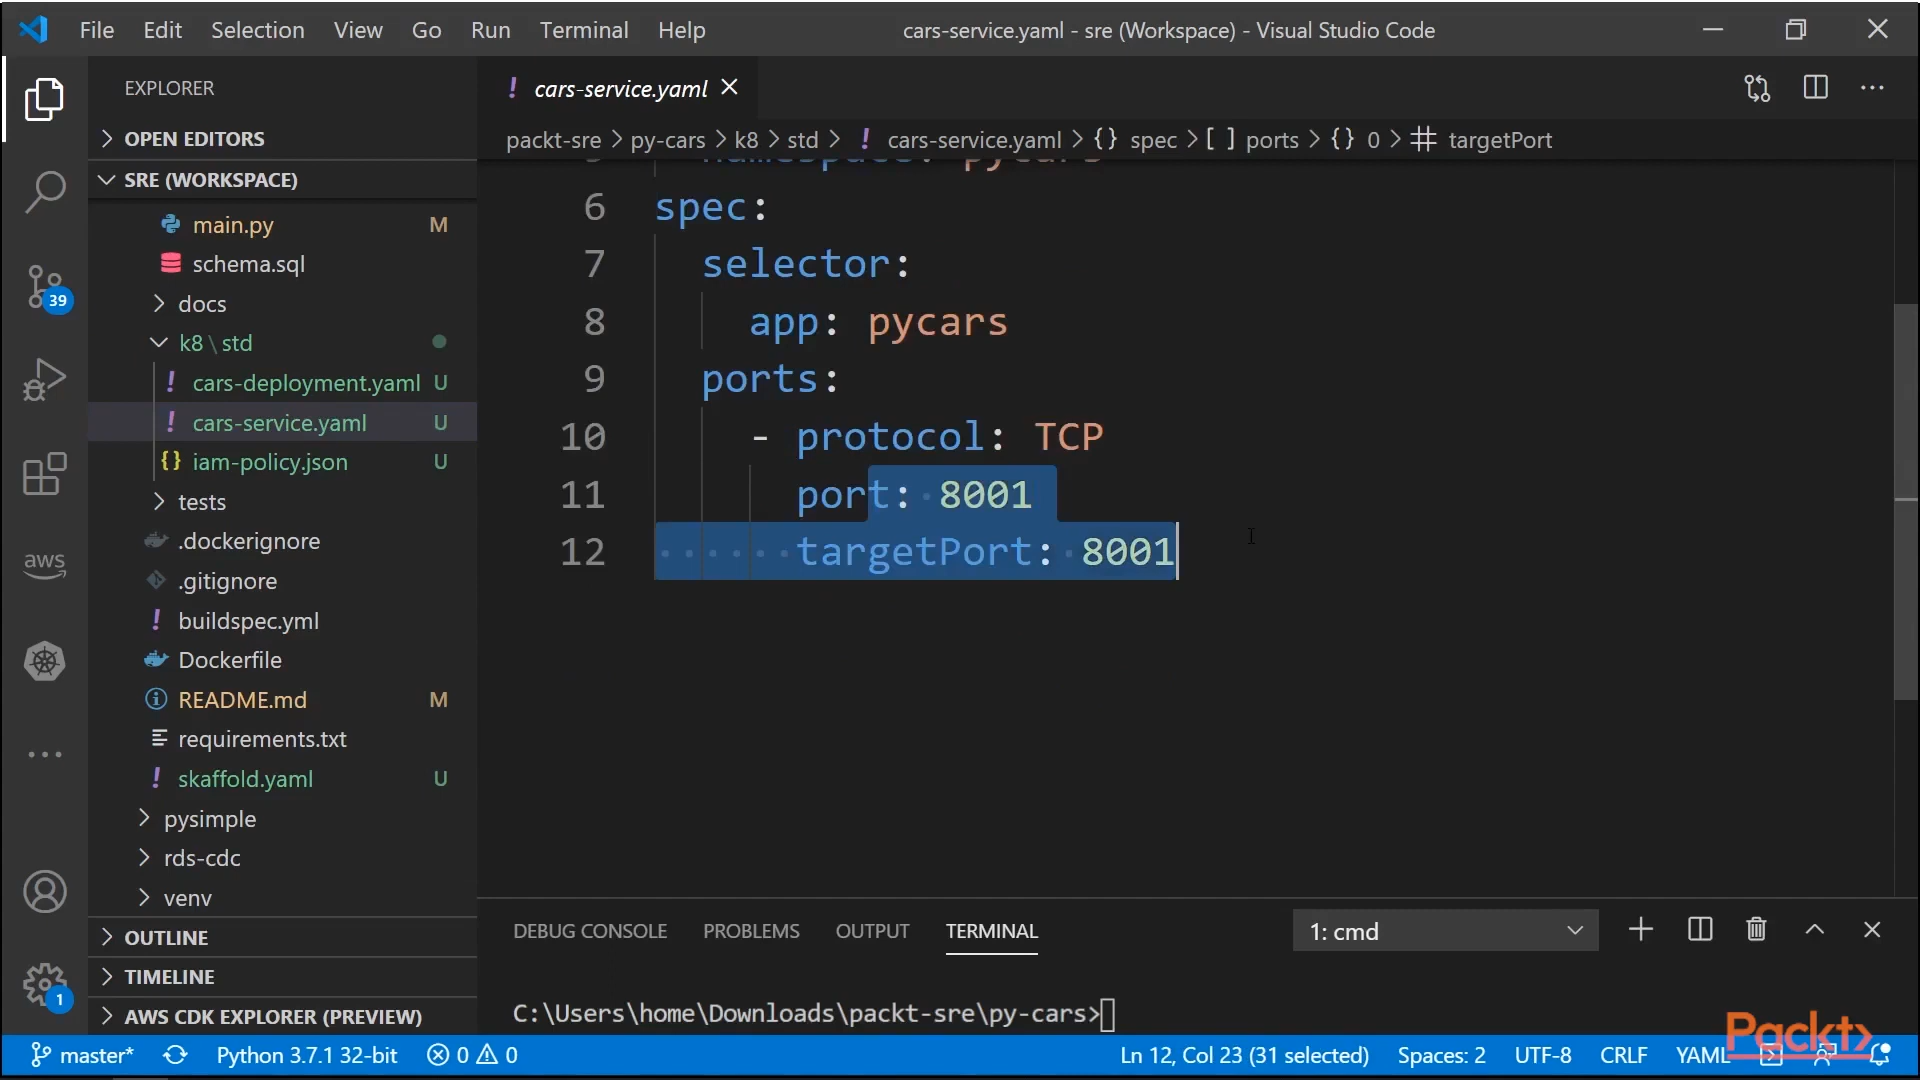 File Edit Selection View Go Run Terminal Help
cars-service.yaml - sre (Workspace) - Visual Studio Code
EXPLORER
OPEN EDITORS
SRE (WORKSPACE)
main.py M
schema.sql
docs
k8\std
cars-deployment.yaml U
cars-service.yaml U
iam-policy.json U
tests
.dockerignore
.gitignore
buildspec.yml
Dockerfile
README.md M
requirements.txt
skaffold.yaml U
pysimple
rds-cdc
venv
OUTLINE
TIMELINE
AWS CDK EXPLORER (PREVIEW)
39
aws
1
cars-service.yaml
packt-sre > py-cars > k8 > std > ! cars-service.yaml > {} spec > [ ] ports > {} 0 > # targetPort
5 namespace: pycars
6 spec:
7 selector:
8 app: pycars
9 ports:
10 - protocol: TCP
11 port: 8001
12 targetPort: 8001
DEBUG CONSOLE PROBLEMS OUTPUT TERMINAL
1: cmd
C:\Users\home\Downloads\packt-sre\py-cars>
Packt>
master* Python 3.7.1 32-bit 0 0 Ln 12, Col 23 (31 selected) Spaces: 2 UTF-8 CRLF YAML